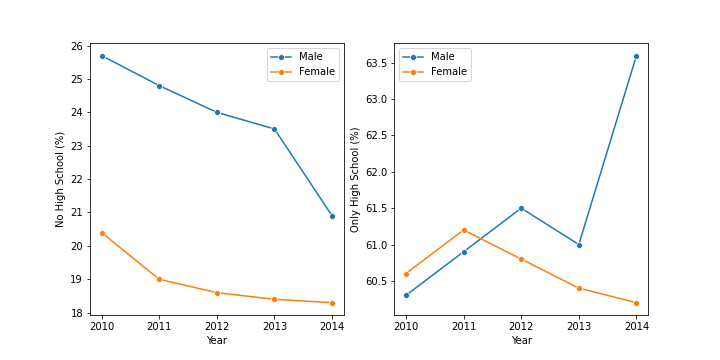 No High School (%)
26
25
24
23
22
21
20
19
18
Male
Female
2010 2011 2012 2013 2014
Year
Only High School (%)
63.5
63.0
62.5
62.0
61.5
61.0
60.5
Male
Female
2010 2011 2012 2013 2014
Year